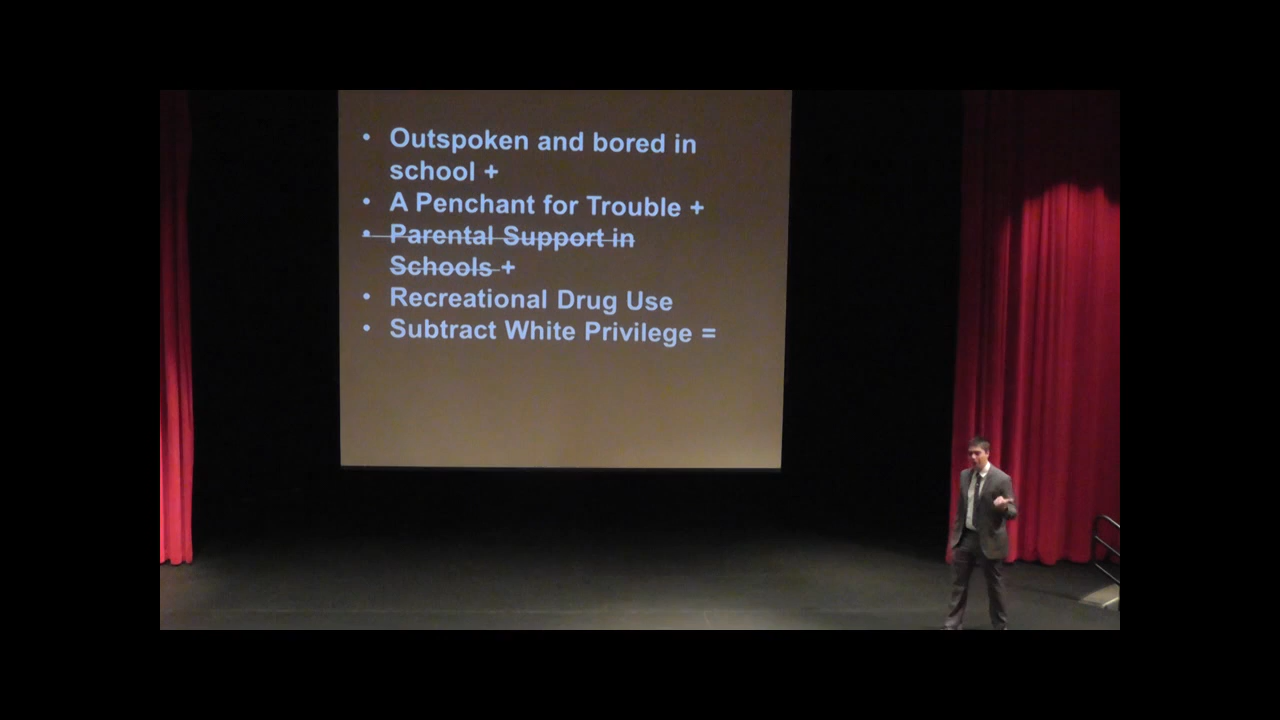 • Outspoken and bored in
school +
• A Penchant for Trouble +
• Parental Support in
Schools +
• Recreational Drug Use
• Subtract White Privilege =